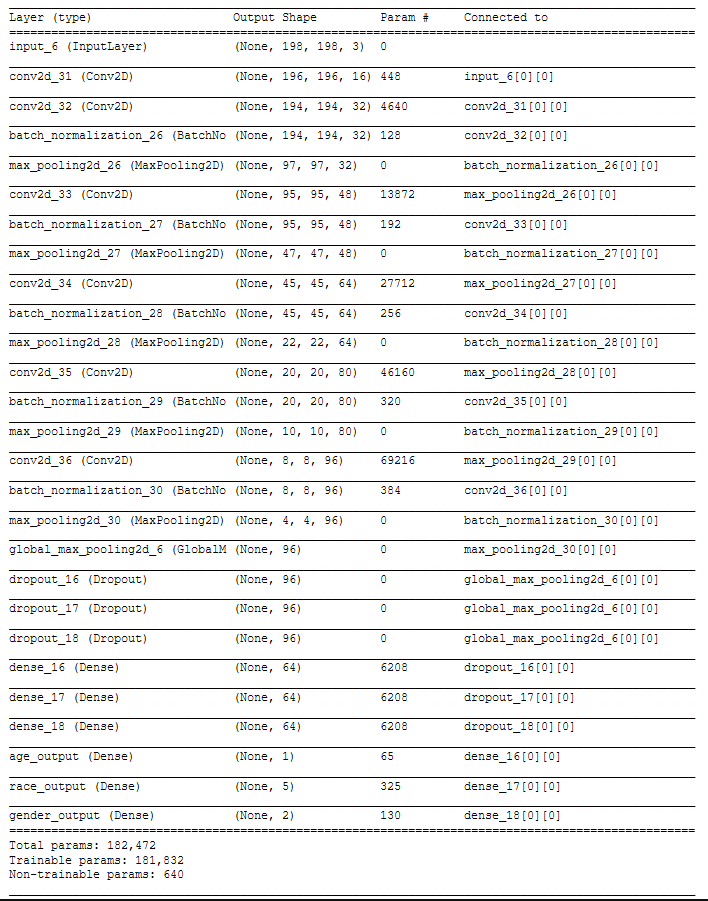 Layer (type) Output Shape Param # Connected to
input_6 (InputLayer) (None, 198, 198, 3) 0
conv2d_31 (Conv2D) (None, 196, 196, 16) 448 input_6[0][0]
conv2d_32 (Conv2D) (None, 194, 194, 32) 4640 conv2d_31[0][0]
batch_normalization_26 (BatchNo (None, 194, 194, 32) 128 conv2d_32[0][0]
max_pooling2d_26 (MaxPooling2D) (None, 97, 97, 32) 0 batch_normalization_26[0][0]
conv2d_33 (Conv2D) (None, 95, 95, 48) 13872 max_pooling2d_26[0][0]
batch_normalization_27 (BatchNo (None, 95, 95, 48) 192 conv2d_33[0][0]
max_pooling2d_27 (MaxPooling2D) (None, 47, 47, 48) 0 batch_normalization_27[0][0]
conv2d_34 (Conv2D) (None, 45, 45, 64) 27712 max_pooling2d_27[0][0]
batch_normalization_28 (BatchNo (None, 45, 45, 64) 256 conv2d_34[0][0]
max_pooling2d_28 (MaxPooling2D) (None, 22, 22, 64) 0 batch_normalization_28[0][0]
conv2d_35 (Conv2D) (None, 20, 20, 80) 46160 max_pooling2d_28[0][0]
batch_normalization_29 (BatchNo (None, 20, 20, 80) 320 conv2d_35[0][0]
max_pooling2d_29 (MaxPooling2D) (None, 10, 10, 80) 0 batch_normalization_29[0][0]
conv2d_36 (Conv2D) (None, 8, 8, 96) 69216 max_pooling2d_29[0][0]
batch_normalization_30 (BatchNo (None, 8, 8, 96) 384 conv2d_36[0][0]
max_pooling2d_30 (MaxPooling2D) (None, 4, 4, 96) 0 batch_normalization_30[0][0]
global_max_pooling2d_6 (GlobalM (None, 96) 0 max_pooling2d_30[0][0]
dropout_16 (Dropout) (None, 96) 0 global_max_pooling2d_6[0][0]
dropout_17 (Dropout) (None, 96) 0 global_max_pooling2d_6[0][0]
dropout_18 (Dropout) (None, 96) 0 global_max_pooling2d_6[0][0]
dense_16 (Dense) (None, 64) 6208 dropout_16[0][0]
dense_17 (Dense) (None, 64) 6208 dropout_17[0][0]
dense_18 (Dense) (None, 64) 6208 dropout_18[0][0]
age_output (Dense) (None, 1) 65 dense_16[0][0]
race_output (Dense) (None, 5) 325 dense_17[0][0]
gender_output (Dense) (None, 2) 130 dense_18[0][0]
Total params: 182,472
Trainable params: 181,832
Non-trainable params: 640